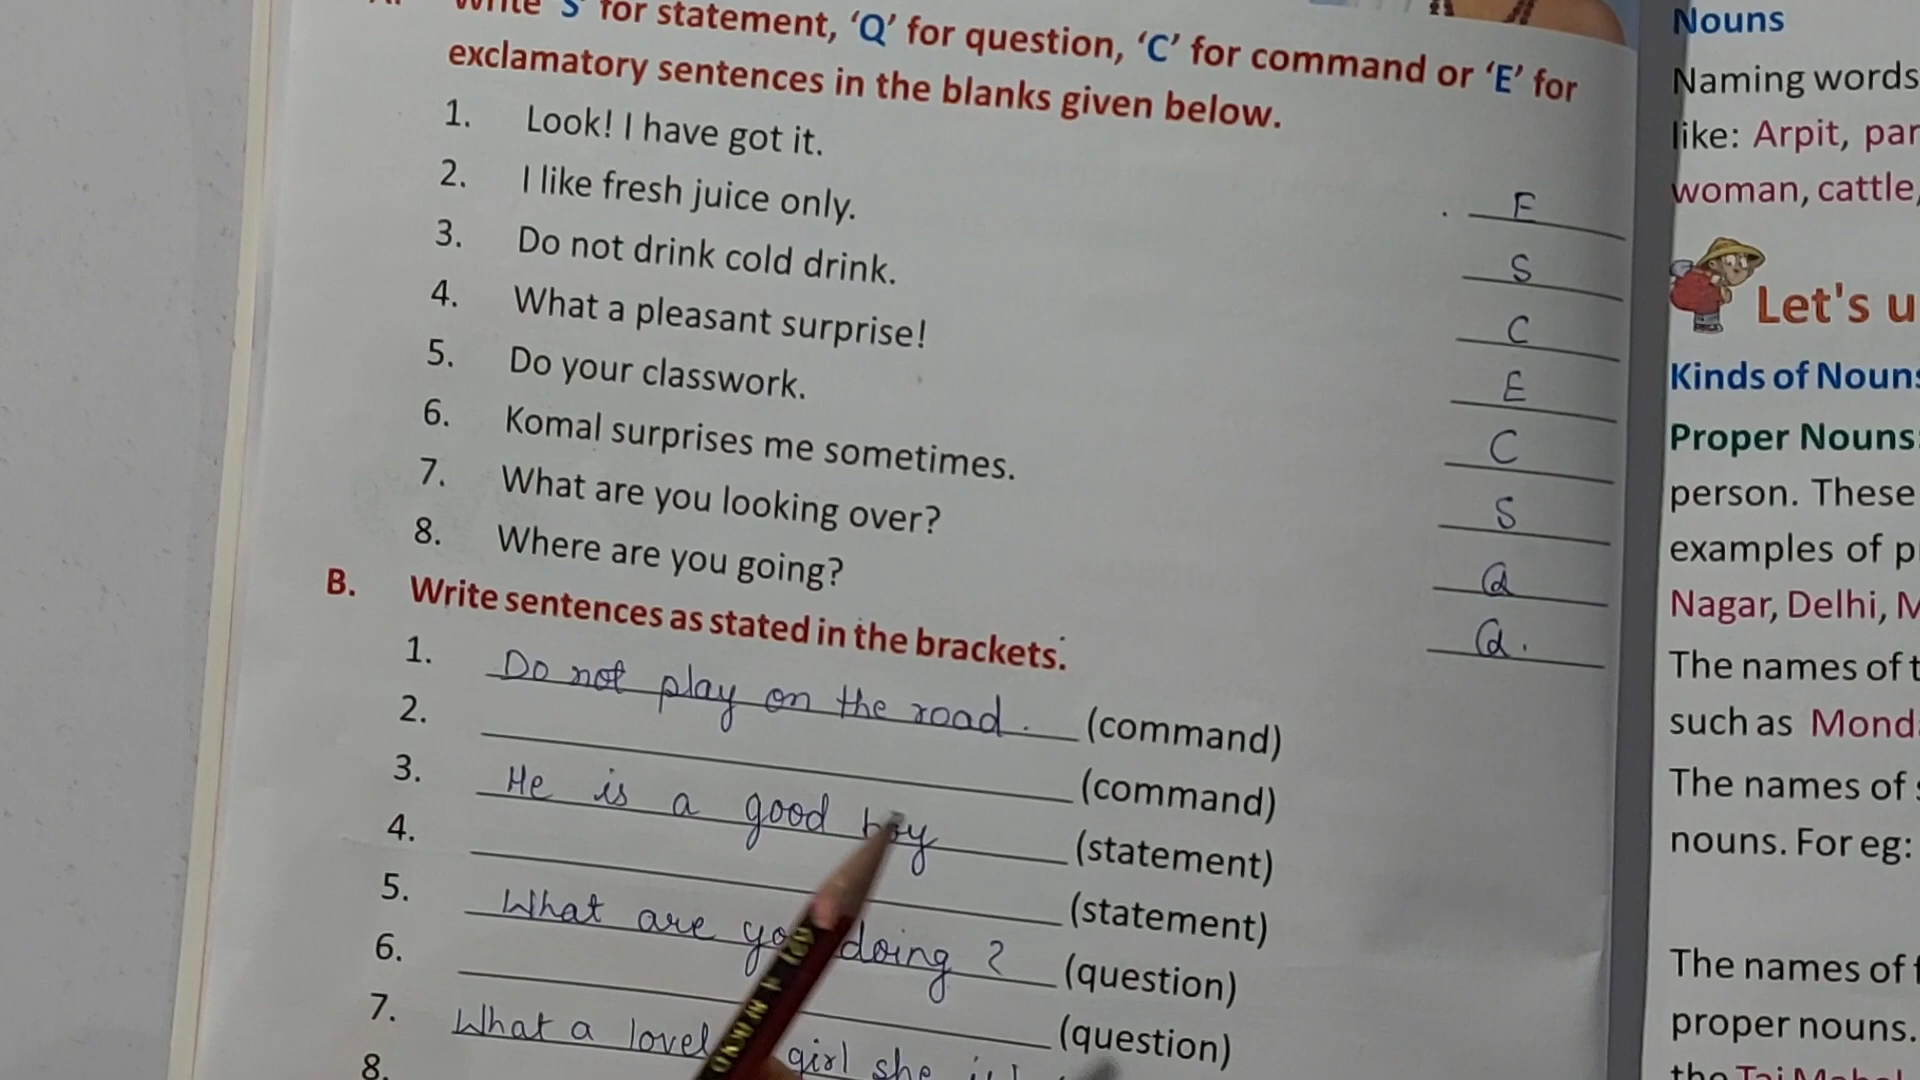 Write 'S' for statement, 'Q' for question, 'C' for command or 'E' for
exclamatory sentences in the blanks given below.
1. Look! I have got it. E
2. I like fresh juice only. S
3. Do not drink cold drink. C
4. What a pleasant surprise! E
5. Do your classwork. C
6. Komal surprises me sometimes. S
7. What are you looking over? Q
8. Where are you going? Q.
B. Write sentences as stated in the brackets.
1. Do not play on the road. (command)
2. (command)
3. He is a good boy (statement)
4. (statement)
5. What are you doing ? (question)
6. (question)
7. What a girl she
8.
Nouns
Naming words
like: Arpit,
woman, cattle,
Let's
Kinds of Nouns
Proper Nouns:
person. These
examples of
Nagar, Delhi,
The names of
such as
The names of
nouns. For eg:
The names of
proper nouns.
the Taj Mahal